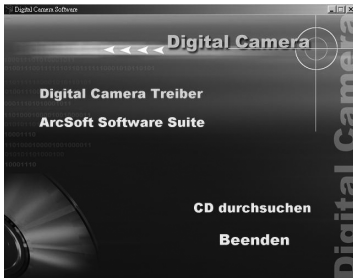 Digital Camera Software
Digital Camera
Digital Camera Treiber
ArcSoft Software Suite
CD durchsuchen
Beenden
Digital Camera